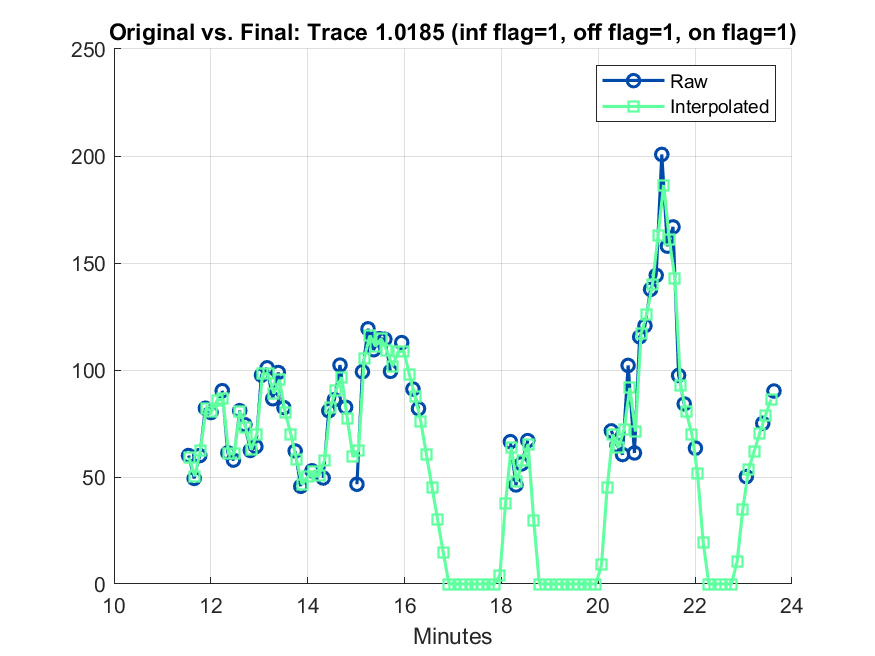 Original vs. Final: Trace 1.0185 (inf flag=1, off flag=1, on flag=1)
250
200
150
100
50
0
Raw
Interpolated
10 12 14 16 18 20 22 24
Minutes